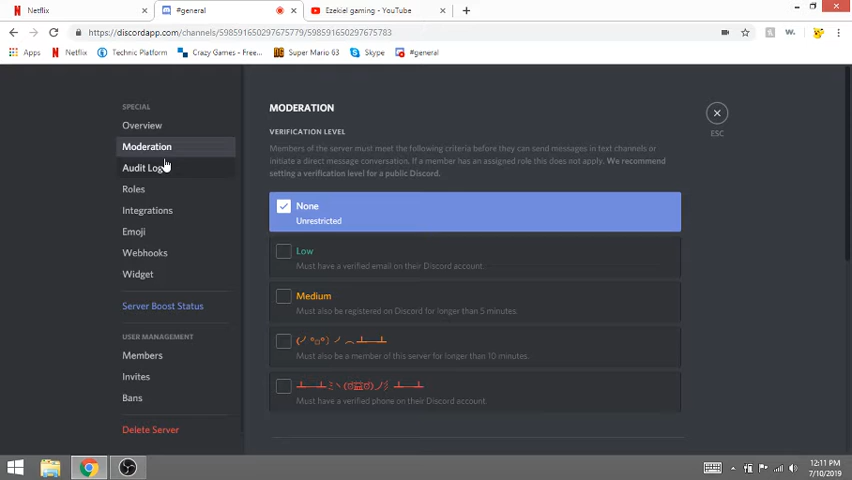 Netflix
#general
Ezekiel gaming - YouTube
https://discordapp.com/channels/598591650297675779/598591650297675783
Apps
Netflix
Technic Platform
Crazy Games - Free...
Super Mario 63
Skype
#general
SPECIAL
Overview
Moderation
Audit Log
Roles
Integrations
Emoji
Webhooks
Widget
Server Boost Status
USER MANAGEMENT
Members
Invites
Bans
Delete Server
MODERATION
VERIFICATION LEVEL
Members of the server must meet the following criteria before they can send messages in text channels or
initiate a direct message conversation. If a member has an assigned role this does not apply. We recommend
setting a verification level for a public Discord.
None
Unrestricted
Low
Must have a verified email on their Discord account.
Medium
Must also be registered on Discord for longer than 5 minutes.
(╯°□°）╯︵ ┻━┻
Must also be a member of this server for longer than 10 minutes.
┻━┻ ミヽ(ಠ益ಠ)ノ彡┻━┻
Must have a verified phone on their Discord account.
ESC
12:11 PM
7/10/2019